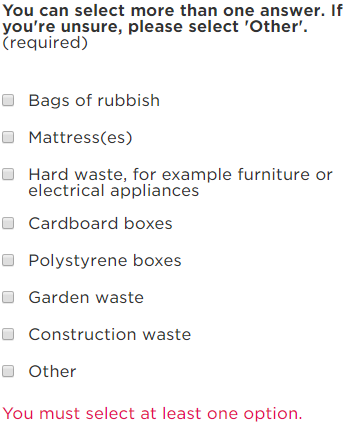 You can select more than one answer. If
you're unsure, please select 'Other'.
(required)
Bags of rubbish
Mattress(es)
Hard waste, for example furniture or
electrical appliances
Cardboard boxes
Polystyrene boxes
Garden waste
Construction waste
Other
You must select at least one option.